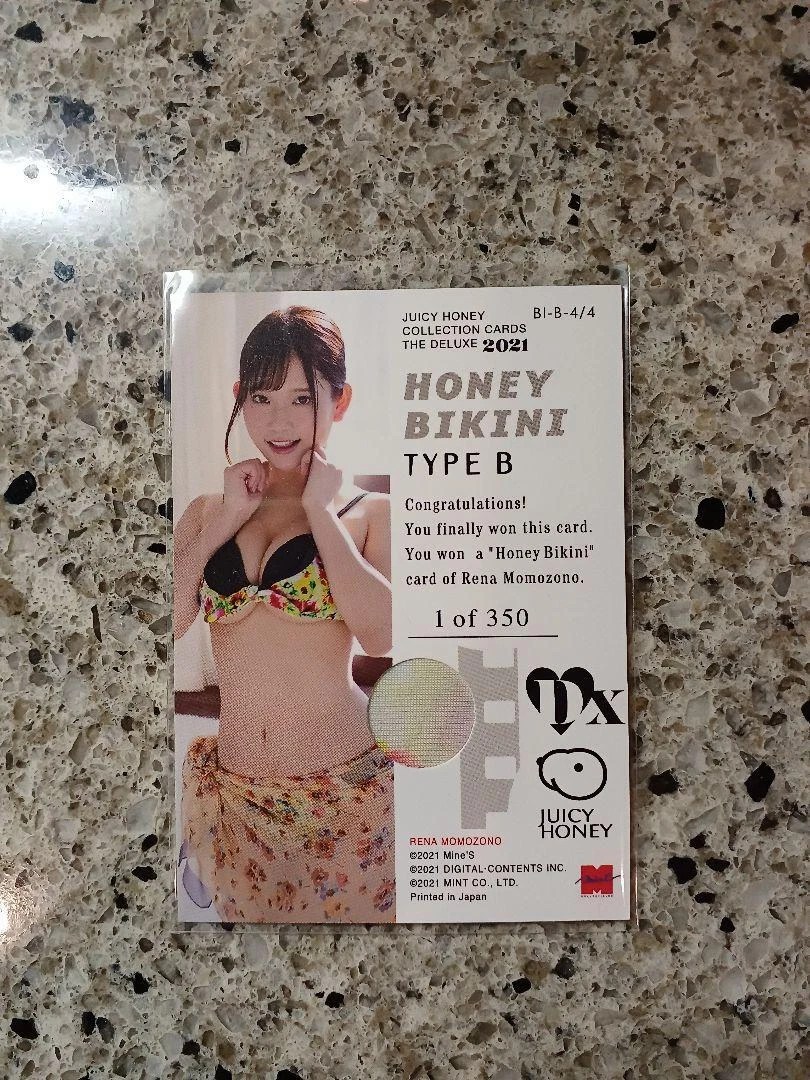 JUICY HONEY
COLLECTION CARDS
THE DELUXE 2021
BI-B-4/4
HONEY
BIKINI
TYPE B
Congratulations!
You finally won this card.
You won a "Honey Bikini"
card of Rena Momozono.
1 of 350
DX
JUICY
HONEY
RENA MOMOZONO
©2021 Mine'S
©2021 DIGITAL-CONTENTS INC.
©2021 MINT CO., LTD.
Printed in Japan
mint